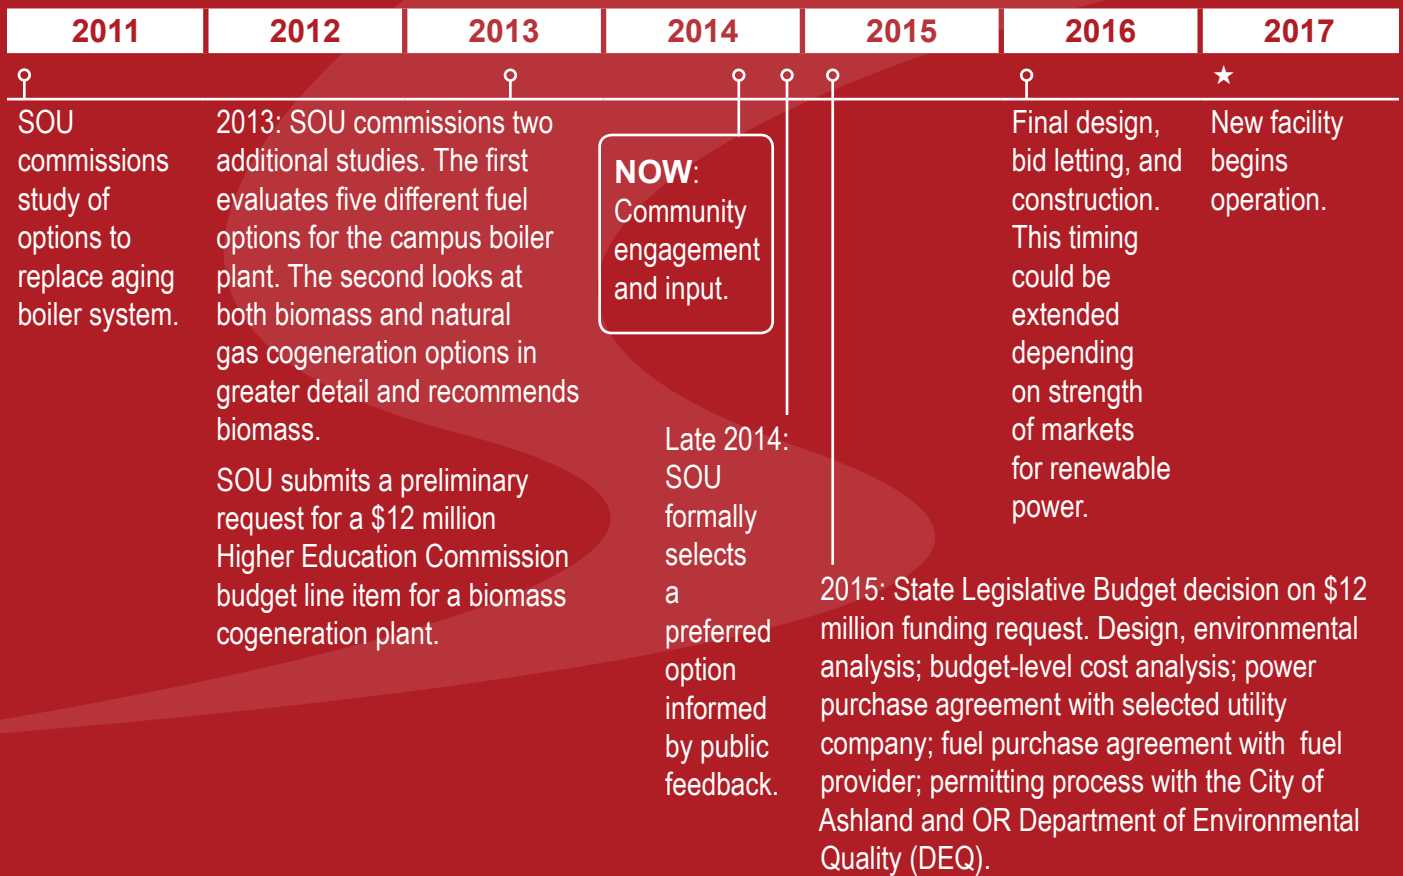 2011 2012 2013 2014 2015 2016 2017
SOU
commissions
study of
options to
replace aging
boiler system.
2013: SOU commissions two
additional studies. The first
evaluates five different fuel
options for the campus boiler
plant. The second looks at
both biomass and natural
gas cogeneration options in
greater detail and recommends
biomass.
SOU submits a preliminary
request for a $12 million
Higher Education Commission
budget line item for a biomass
cogeneration plant.
NOW:
Community
engagement
and input.
Late 2014:
SOU
formally
selects
a
preferred
option
informed
by public
feedback.
2015: State Legislative Budget decision on $12
million funding request. Design, environmental
analysis; budget-level cost analysis; power
purchase agreement with selected utility
company; fuel purchase agreement with  fuel
provider; permitting process with the City of
Ashland and OR Department of Environmental
Quality (DEQ).
Final design,
bid letting, and
construction.
This timing
could be
extended
depending
on strength
of markets
for renewable
power.
New facility
begins
operation.